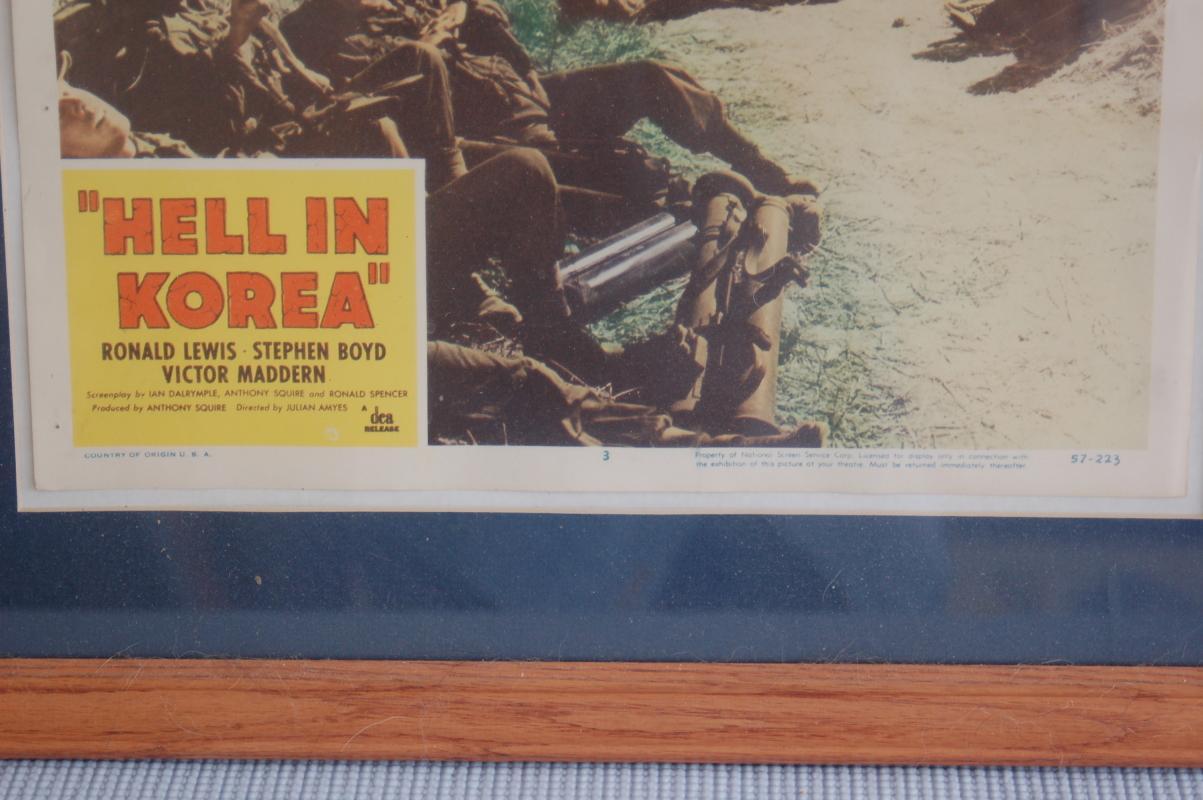 "HELL IN
KOREA"
RONALD LEWIS · STEPHEN BOYD
VICTOR MADDERN
Screenplay by IAN DALRYMPLE, ANTHONY SQUIRE and RONALD SPENCER
Produced by ANTHONY SQUIRE Directed by JULIAN AMYES
A
dca
RELEASE
COUNTRY OF ORIGIN U. S. A.
3
Property of National Screen Service Corp. Licensed for display only in connection with
the exhibition of this picture at your theatre. Must be returned immediately thereafter.
57-223